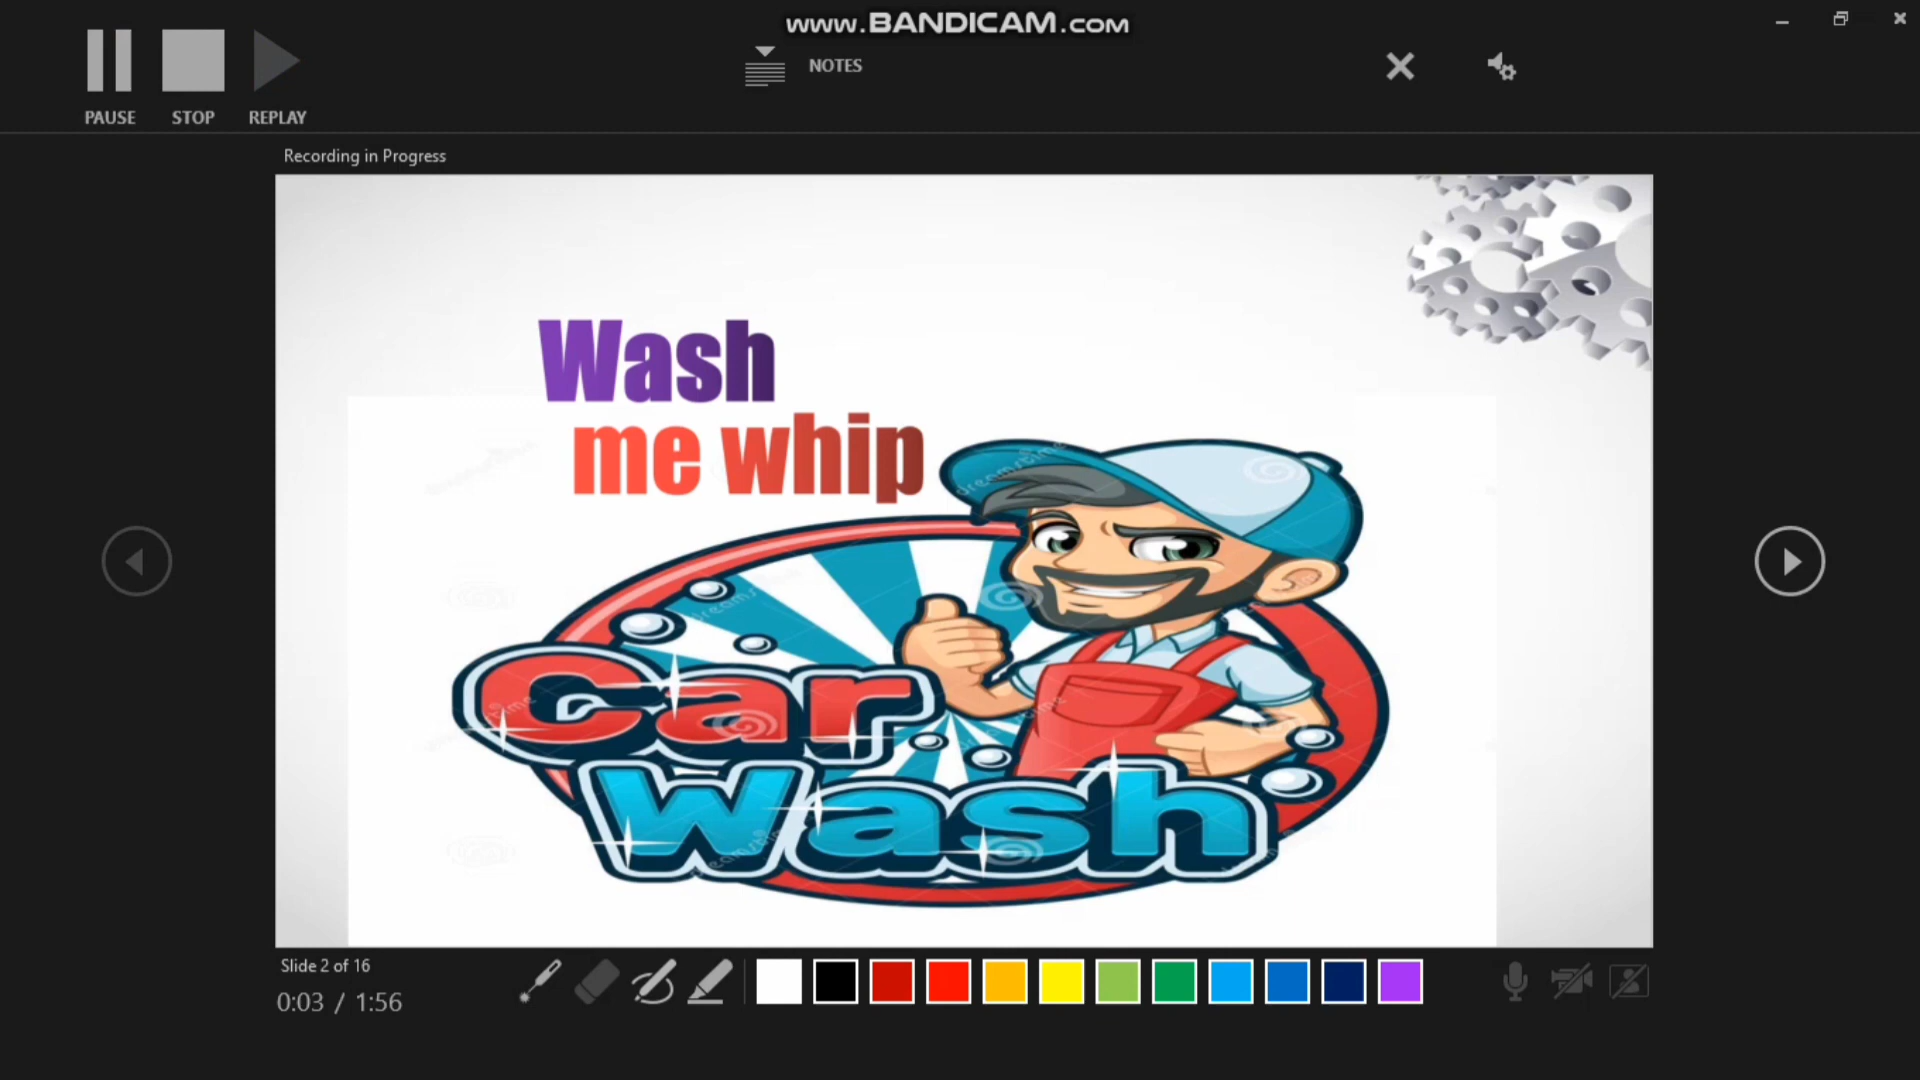 www.BANDICAM.com
NOTES
PAUSE STOP REPLAY
Recording in Progress
Wash
me whip
dreamstime
Car
Wash
Slide 2 of 16
0:03 / 1:56